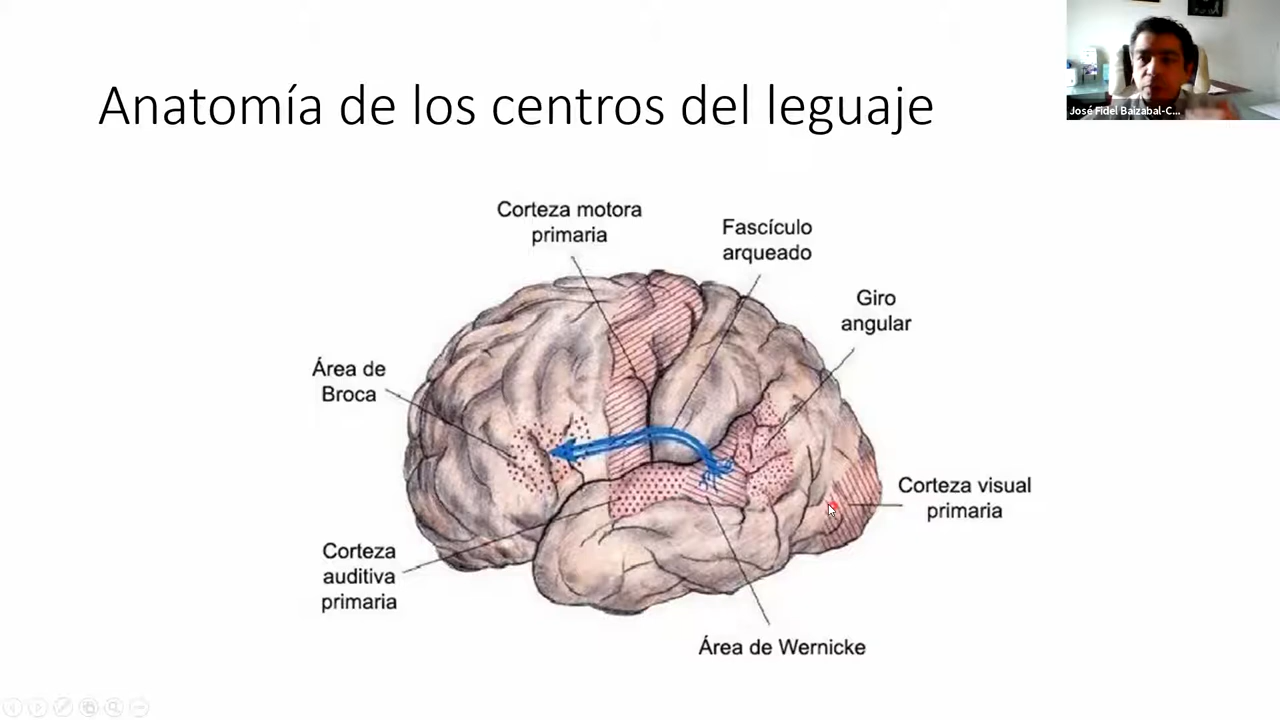 Anatomía de los centros del leguaje
José Fidel Baizabal-C...
Corteza motora
primaria
Fascículo
arqueado
Giro
angular
Área de
Broca
Corteza visual
primaria
Corteza
auditiva
primaria
Área de Wernicke